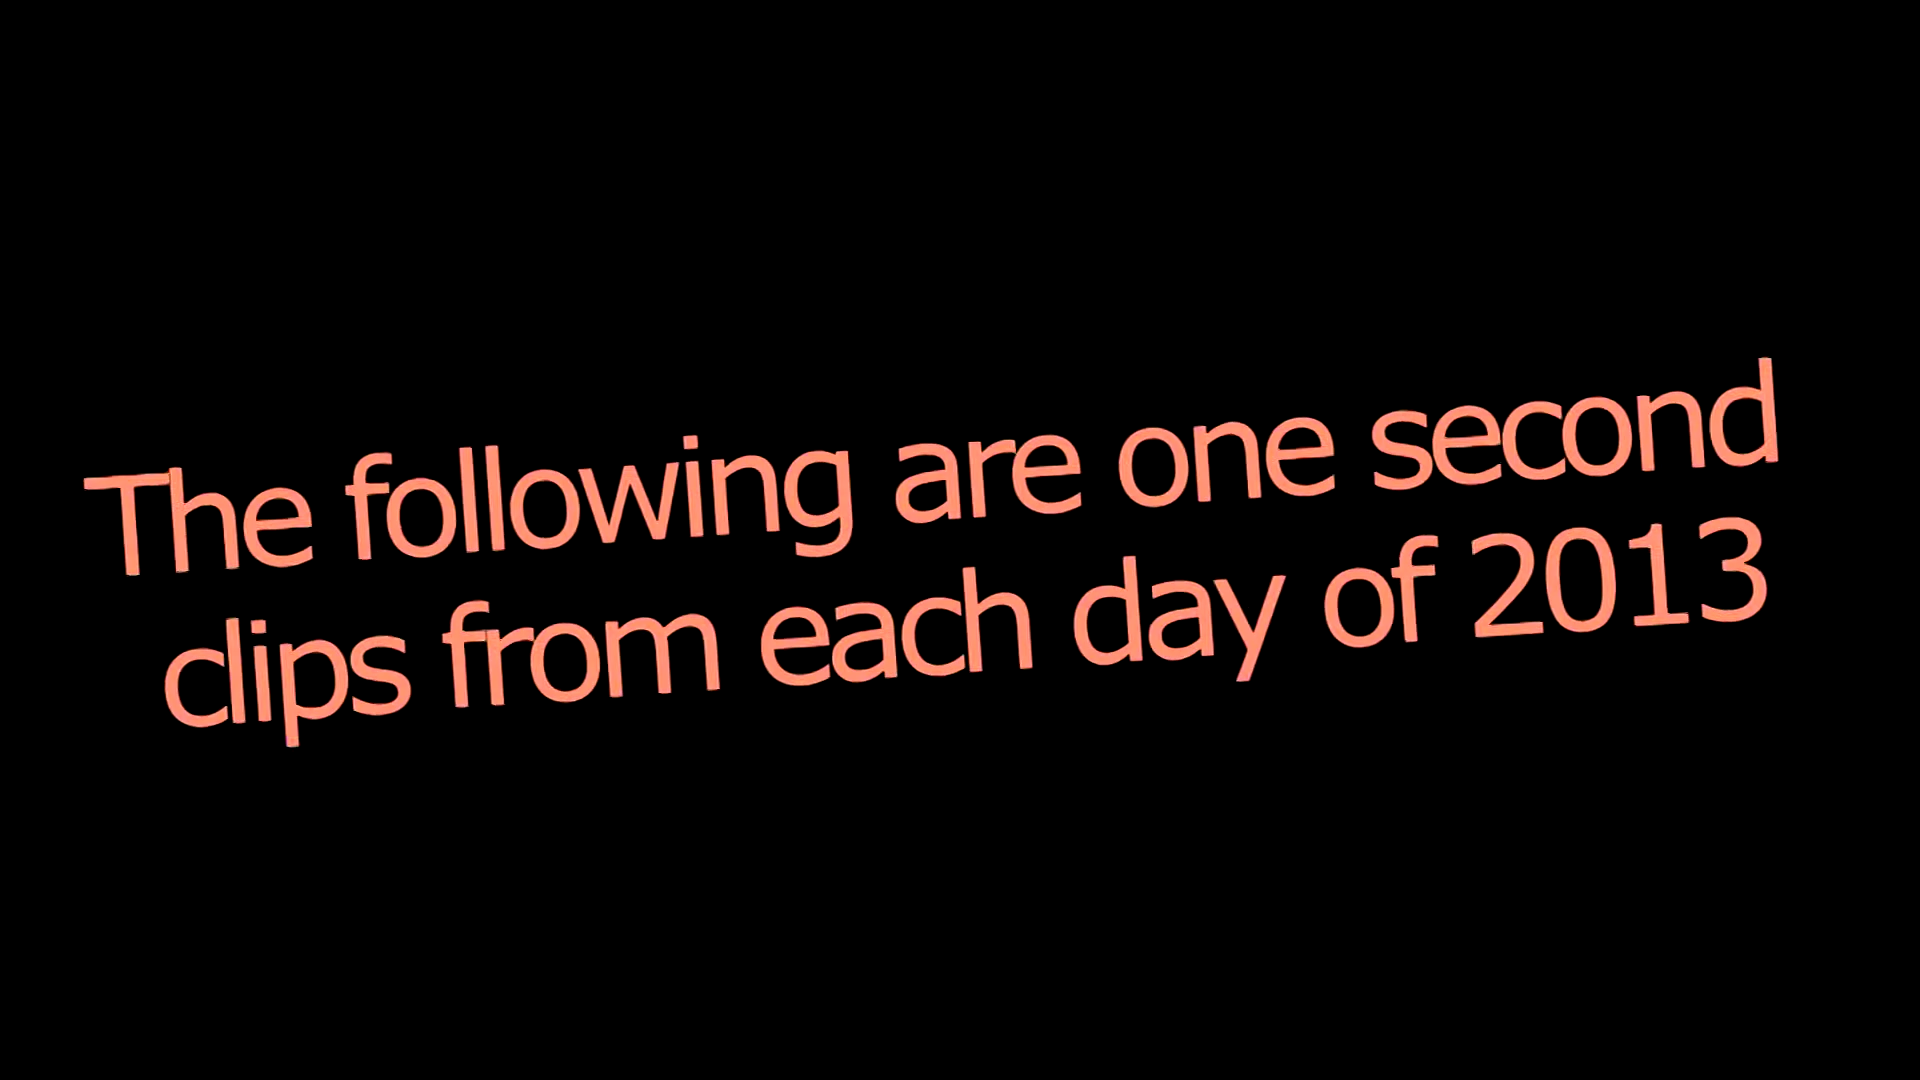 The following are one second
clips from each day of 2013